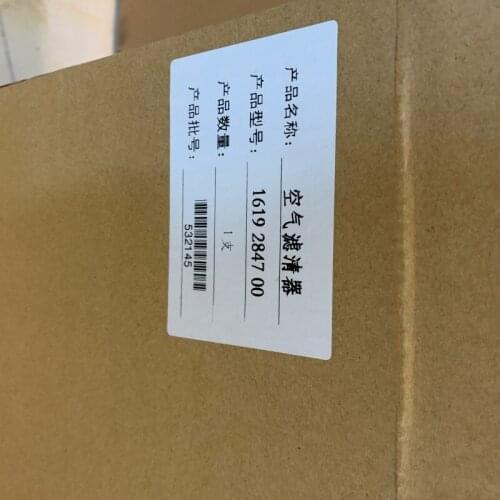 产品名称: 空气滤清器
产品型号: 1619 2847 00
产品数量: 1支
产品批号:
532145